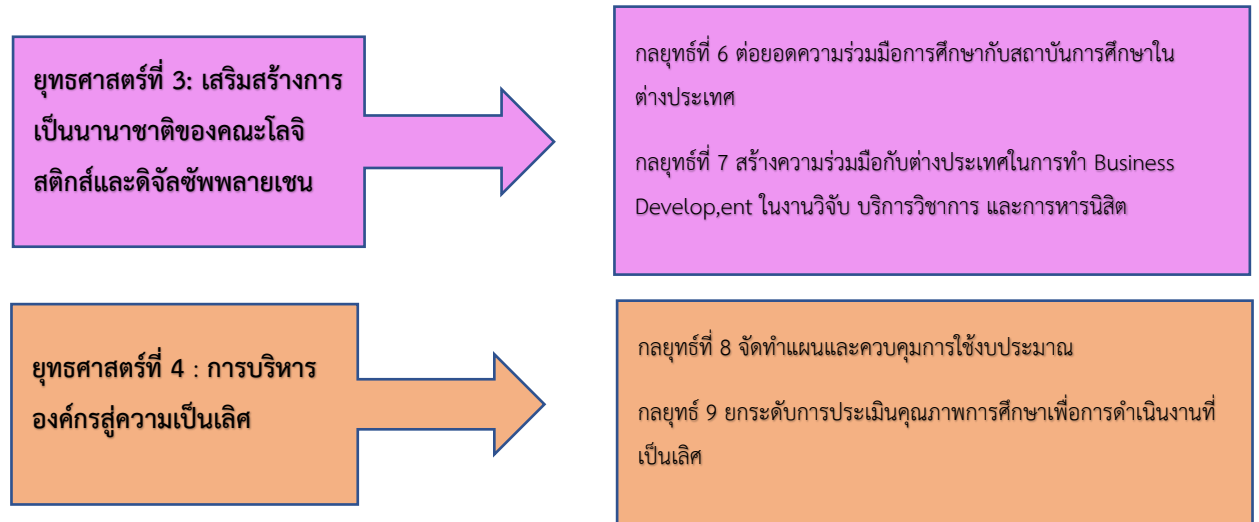 ยุทธศาสตร์ที่ 3: เสริมสร้างการ
เป็นนานาชาติของคณะโลจิ
สติกส์และดิจัลซัพพลายเชน
กลยุทธ์ที่ 6 ต่อยอดความร่วมมือการศึกษากับสถาบันการศึกษาใน
ต่างประเทศ
กลยุทธ์ที่ 7 สร้างความร่วมมือกับต่างประเทศในการทำ Business
Develop,ent ในงานวิจับ บริการวิชาการ และการหารนิสิต
ยุทธศาสตร์ที่ 4 : การบริหาร
องค์กรสู่ความเป็นเลิศ
กลยุทธ์ที่ 8 จัดทำแผนและควบคุมการใช้งบประมาณ
กลยุทธ์ 9 ยกระดับการประเมินคุณภาพการศึกษาเพื่อการดำเนินงานที่
เป็นเลิศ